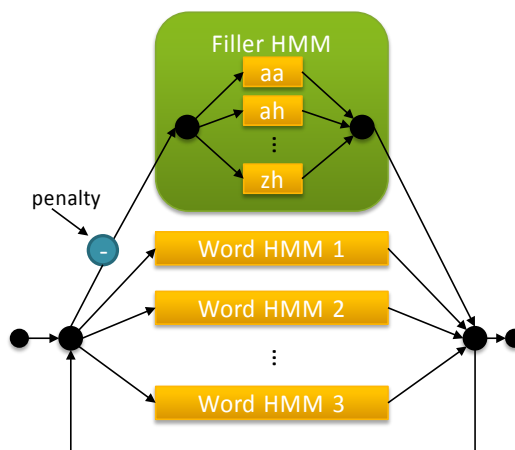 Filler HMM
aa
ah
⋮
zh
penalty
-
Word HMM 1
Word HMM 2
⋮
Word HMM 3